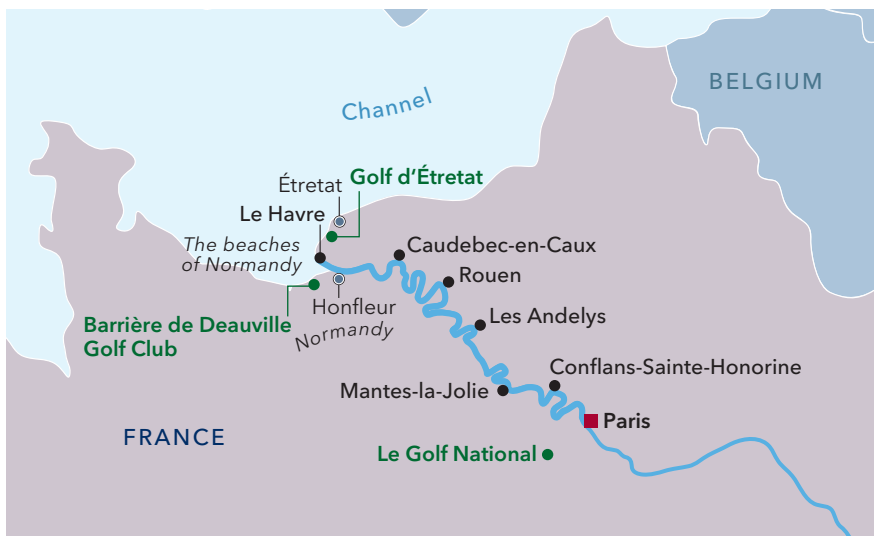 BELGIUM
Channel
Golf d'Étretat
Étretat
Le Havre
The beaches
of Normandy
Caudebec-en-Caux
Rouen
Honfleur
Normandy
Les Andelys
Barrière de Deauville
Golf Club
Conflans-Sainte-Honorine
Mantes-la-Jolie
Paris
FRANCE
Le Golf National